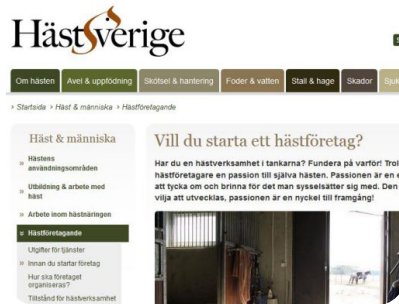 HästSverige
Om hästen Avel & uppfödning Skötsel & hantering Foder & vatten Stall & hage Skador
› Startsida › Häst & människa › Hästföretagande
Häst & människa
» Hästens
användningsområden
» Utbildning & arbete med
häst
» Arbete inom hästnäringen
» Hästföretagande
Utgifter för tjänster
» Innan du startar företag
Hur ska företaget
organiseras?
Tillstånd för hästverksamhet
Vill du starta ett hästföretag?
Har du en hästverksamhet i tankarna? Fundera på varför!
hästföretagare en passion till själva hästen. Passionen är en
att tycka om och brinna för det man sysselsätter sig med. Den
vilja att utvecklas, passionen är en nyckel till framgång!